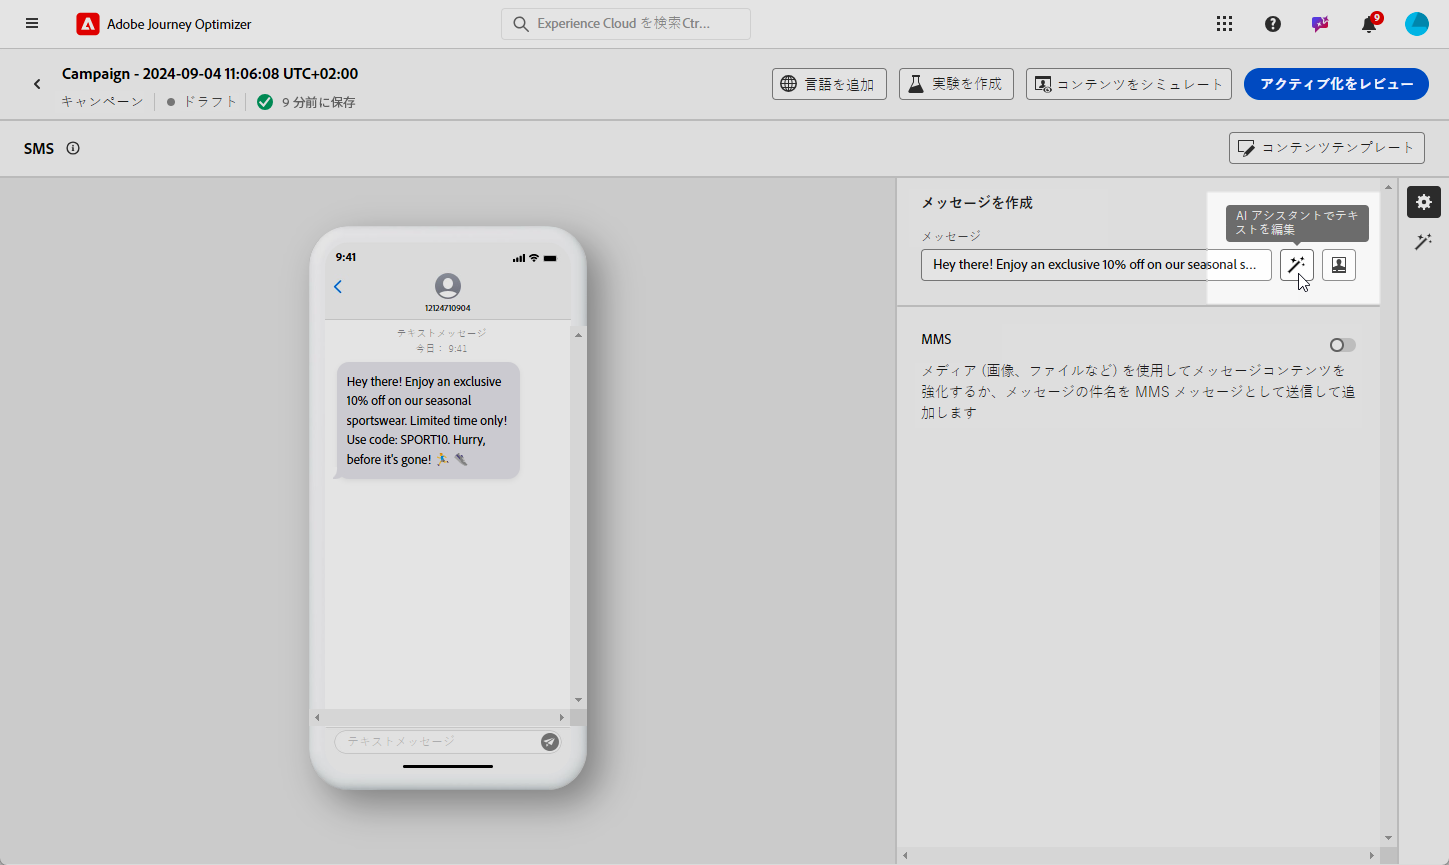 Adobe Journey Optimizer
Experience Cloud を検索Ctr...
9
Campaign - 2024-09-04 11:06:08 UTC+02:00
キャンペーン
ドラフト
9 分前に保存
言語を追加
実験を作成
コンテンツをシミュレート
アクティブ化をレビュー
SMS
コンテンツテンプレート
9:41
12124710904
テキストメッセージ
今日： 9:41
Hey there! Enjoy an exclusive
10% off on our seasonal
sportswear. Limited time only!
Use code: SPORT10. Hurry,
before it's gone! 🏃‍♂️ 👟
テキストメッセージ
メッセージを作成
AI アシスタントでテキ
ストを編集
メッセージ
Hey there! Enjoy an exclusive 10% off on our seasonal s...
MMS
メディア (画像、ファイルなど) を使用してメッセージコンテンツを
強化するか、メッセージの件名を MMS メッセージとして送信して追
加します